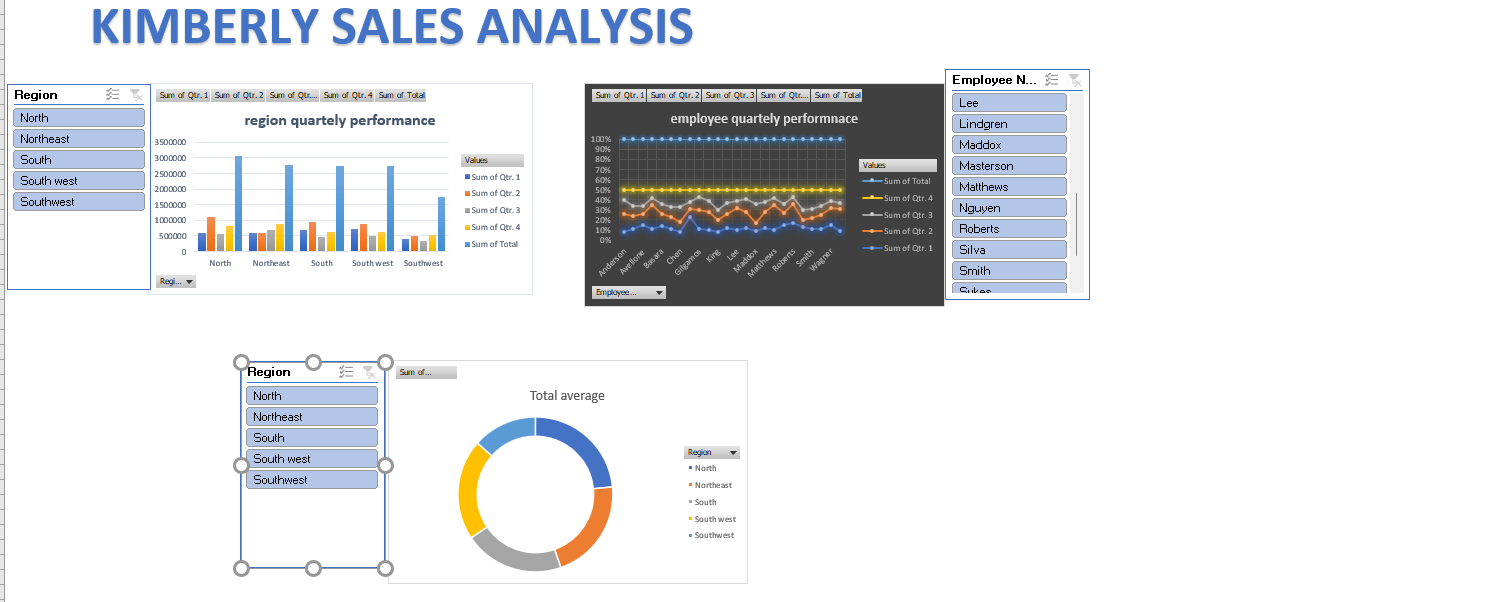 KIMBERLY SALES ANALYSIS
Region
North
Northeast
South
South west
Southwest
Sum of Qtr. 1 Sum of Qtr. 2 Sum of Qtr.... Sum of Qtr. 4 Sum of Total
region quartely performance
3500000
3000000
2500000
2000000
1500000
1000000
500000
0
North Northeast South South west Southwest
Values
Sum of Qtr. 1
Sum of Qtr. 2
Sum of Qtr. 3
Sum of Qtr. 4
Sum of Total
Regi...
Sum of Qtr. 1 Sum of Qtr. 2 Sum of Qtr. 3 Sum of Qtr.... Sum of Total
employee quartely performnace
100%
90%
80%
70%
60%
50%
40%
30%
20%
10%
0%
Anderson Avellone Basara Chen Gilgamos King Lee Maddox Matthews Roberts Smith Wagner
Values
Sum of Total
Sum of Qtr. 4
Sum of Qtr. 3
Sum of Qtr. 2
Sum of Qtr. 1
Employee...
Employee N...
Lee
Lindgren
Maddox
Masterson
Matthews
Nguyen
Roberts
Silva
Smith
Sykes
Region
North
Northeast
South
South west
Southwest
Sum of...
Total average
Region
North
Northeast
South
South west
Southwest